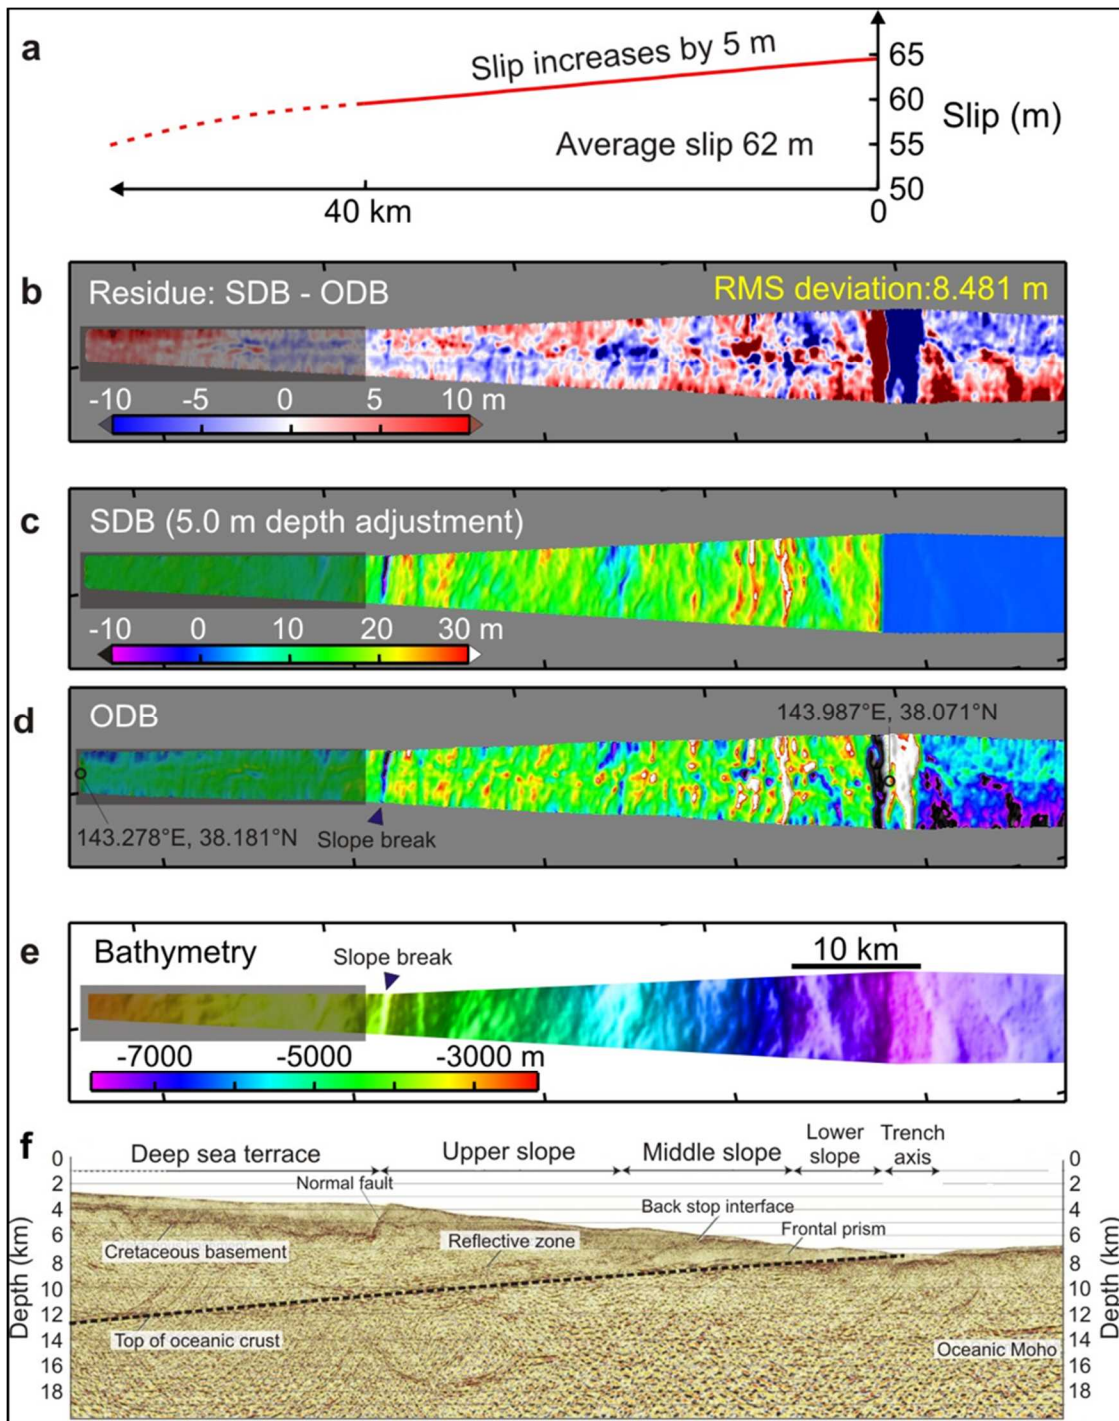 a
Slip increases by 5 m
65
60
55
50
Slip (m)
Average slip 62 m
40 km
0
b
Residue: SDB - ODB
RMS deviation:8.481 m
-10 -5 0 5 10 m
c
SDB (5.0 m depth adjustment)
-10 0 10 20 30 m
d
ODB
143.987°E, 38.071°N
143.278°E, 38.181°N
Slope break
e
Bathymetry
Slope break
10 km
-7000 -5000 -3000 m
f
Deep sea terrace
Upper slope
Middle slope
Lower
slope
Trench
axis
Normal fault
Back stop interface
Frontal prism
Reflective zone
Cretaceous basement
Top of oceanic crust
Oceanic Moho
Depth (km)
0
2
4
6
8
10
12
14
16
18
0
2
4
6
8
10
12
14
16
18
Depth (km)